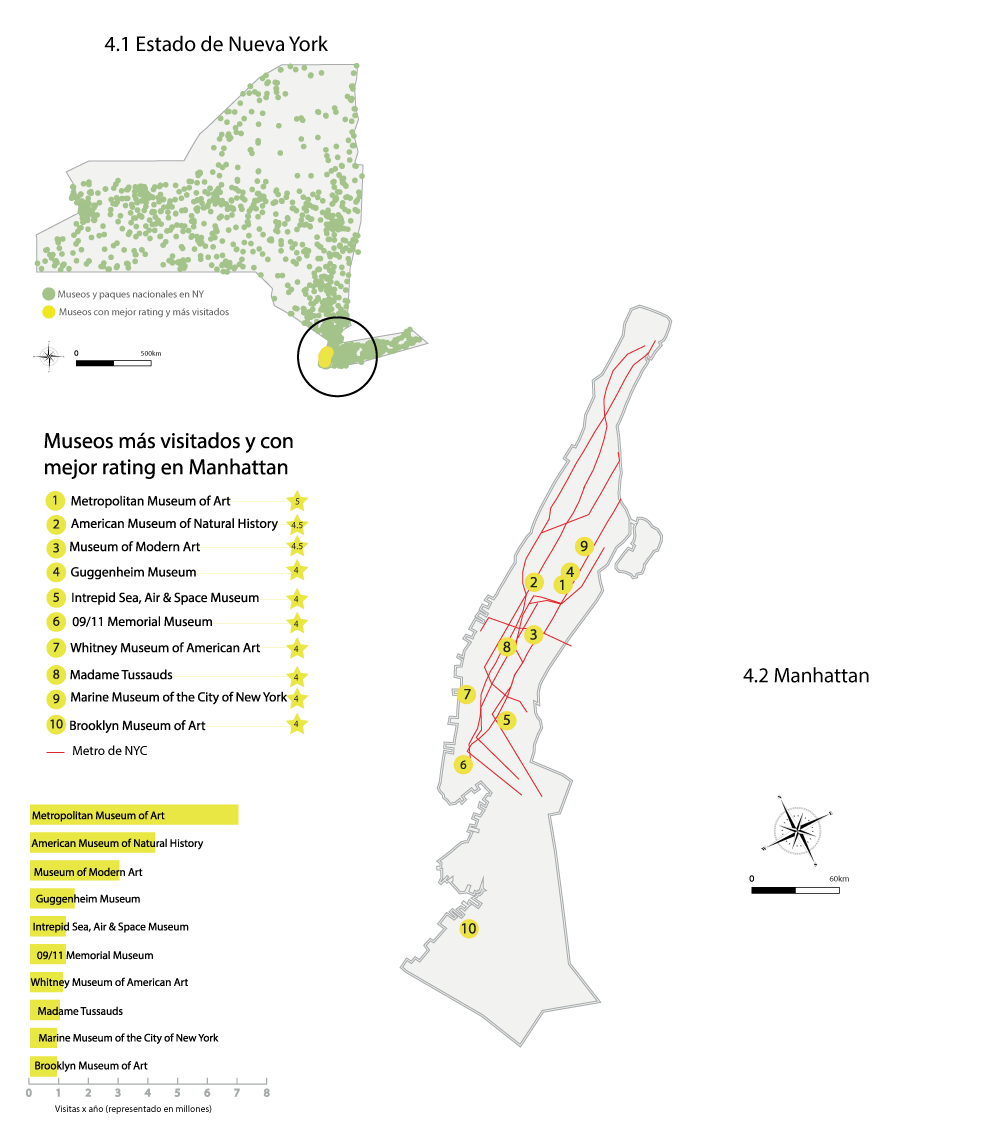 4.1 Estado de Nueva York
Museos y paques nacionales en NY
Museos con mejor rating y más visitados
0 500km
Museos más visitados y con
mejor rating en Manhattan
1 Metropolitan Museum of Art 5
2 American Museum of Natural History 4.5
3 Museum of Modern Art 4.5
4 Guggenheim Museum 4
5 Intrepid Sea, Air & Space Museum 4
6 09/11 Memorial Museum 4
7 Whitney Museum of American Art 4
8 Madame Tussauds 4
9 Marine Museum of the City of New York 4
10 Brooklyn Museum of Art 4
Metro de NYC
9
4
2 1
3
8
7
5
6
10
4.2 Manhattan
N
E
W
S
0 60km
Metropolitan Museum of Art
American Museum of Natural History
Museum of Modern Art
Guggenheim Museum
Intrepid Sea, Air & Space Museum
09/11 Memorial Museum
Whitney Museum of American Art
Madame Tussauds
Marine Museum of the City of New York
Brooklyn Museum of Art
0 1 2 3 4 5 6 7 8
Visitas x año (representado en millones)